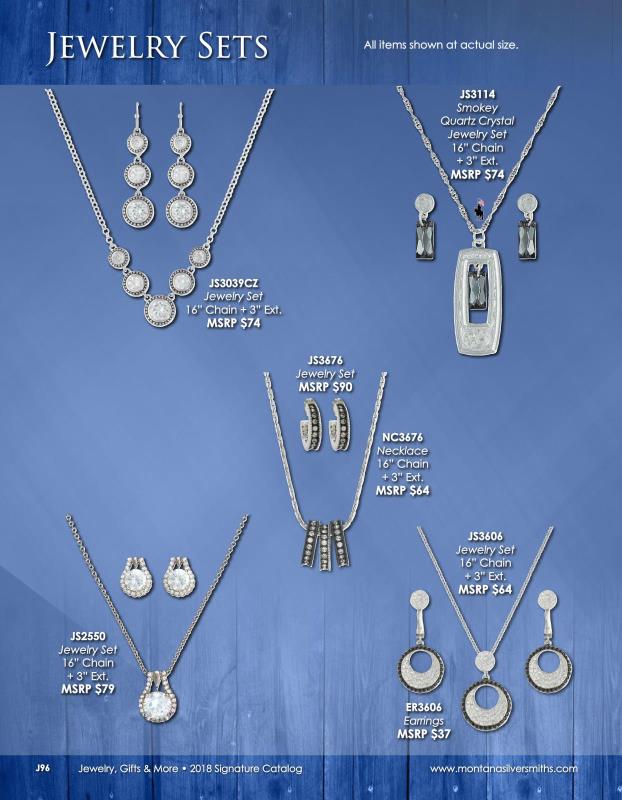 Jewelry Sets
All items shown at actual size.
JS3114
Smokey
Quartz Crystal
Jewelry Set
16" Chain
+ 3" Ext.
MSRP $74
JS3039CZ
Jewelry Set
16" Chain + 3" Ext.
MSRP $74
JS3676
Jewelry Set
MSRP $90
NC3676
Necklace
16" Chain
+ 3" Ext.
MSRP $64
JS3606
Jewelry Set
16" Chain
+ 3" Ext.
MSRP $64
JS2550
Jewelry Set
16" Chain
+ 3" Ext.
MSRP $79
ER3606
Earrings
MSRP $37
J96 Jewelry, Gifts & More • 2018 Signature Catalog www.montanasilversmiths.com